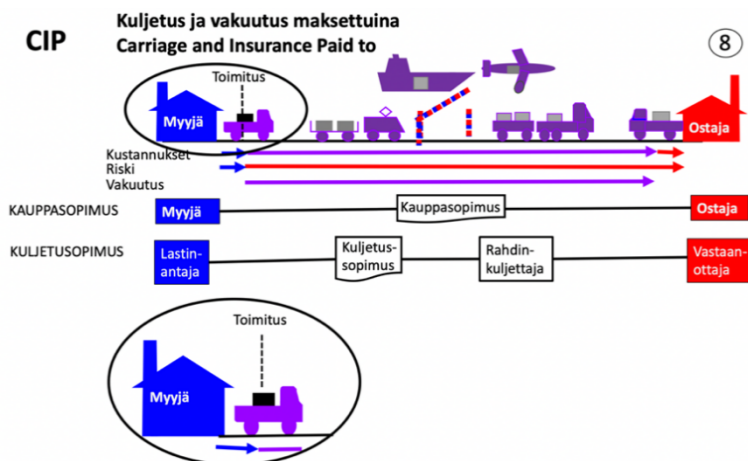 CIP
Kuljetus ja vakuutus maksettuina
Carriage and Insurance Paid to
8
Toimitus
Myyjä
Ostaja
Kustannukset
Riski
Vakuutus
KAUPPASOPIMUS
Myyjä
Kauppasopimus
Ostaja
KULJETUSOPIMUS
Lastin-
antaja
Kuljetus-
sopimus
Rahdin-
kuljettaja
Vastaan-
ottaja
Toimitus
Myyjä